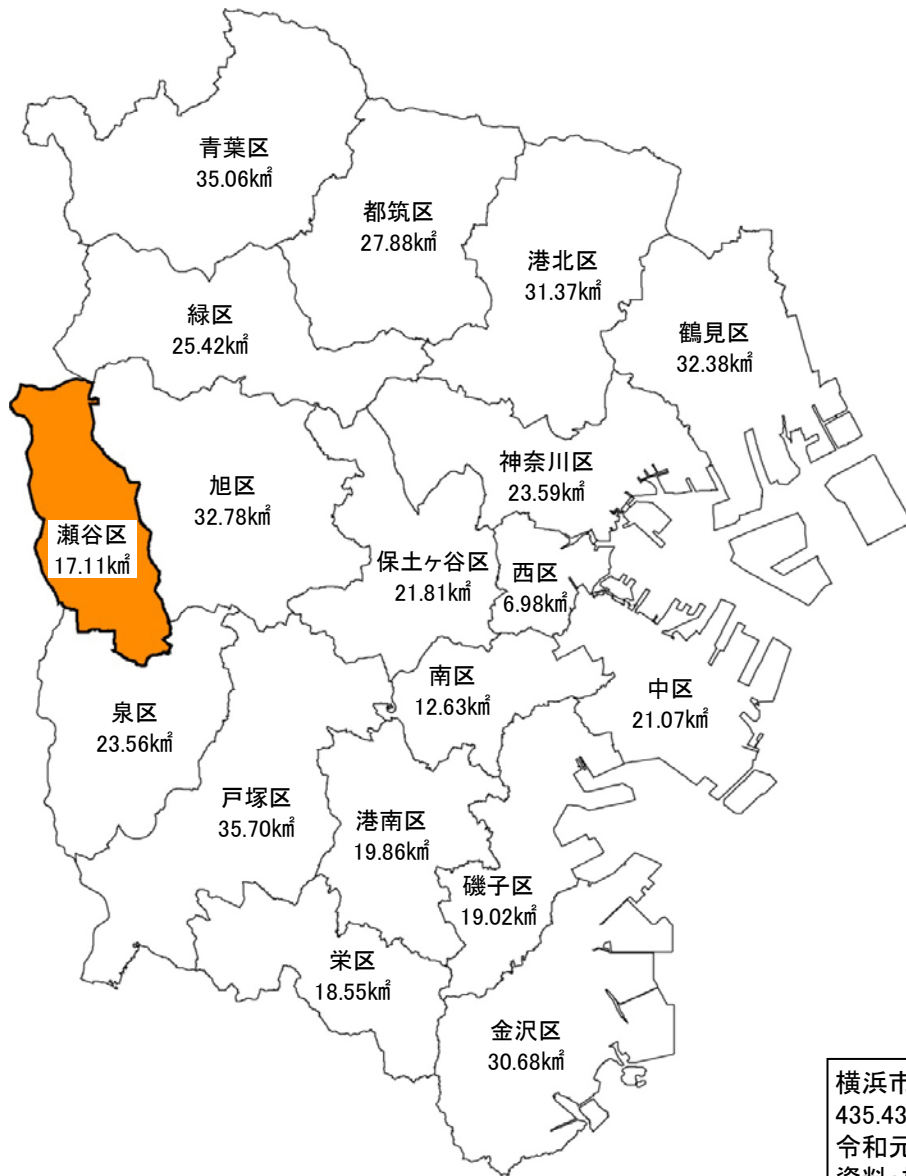 青葉区
35.06k㎡
都筑区
27.88k㎡
港北区
31.37k㎡
緑区
25.42k㎡
鶴見区
32.38k㎡
神奈川区
23.59k㎡
旭区
32.78k㎡
瀬谷区
17.11k㎡
保土ヶ谷区
21.81k㎡
西区
6.98k㎡
南区
12.63k㎡
中区
21.07k㎡
泉区
23.56k㎡
戸塚区
35.70k㎡
港南区
19.86k㎡
磯子区
19.02k㎡
栄区
18.55k㎡
金沢区
30.68k㎡
横浜市
435.43
令和元
資料